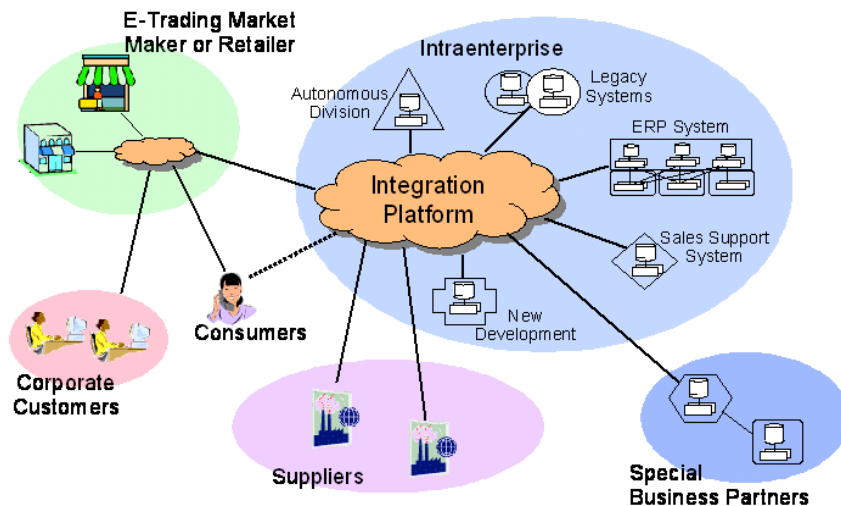 E-Trading Market
Maker or Retailer
Intraenterprise
Autonomous
Division
Legacy
Systems
ERP System
Integration
Platform
Sales Support
System
New
Development
Consumers
Corporate
Customers
Suppliers
Special
Business Partners